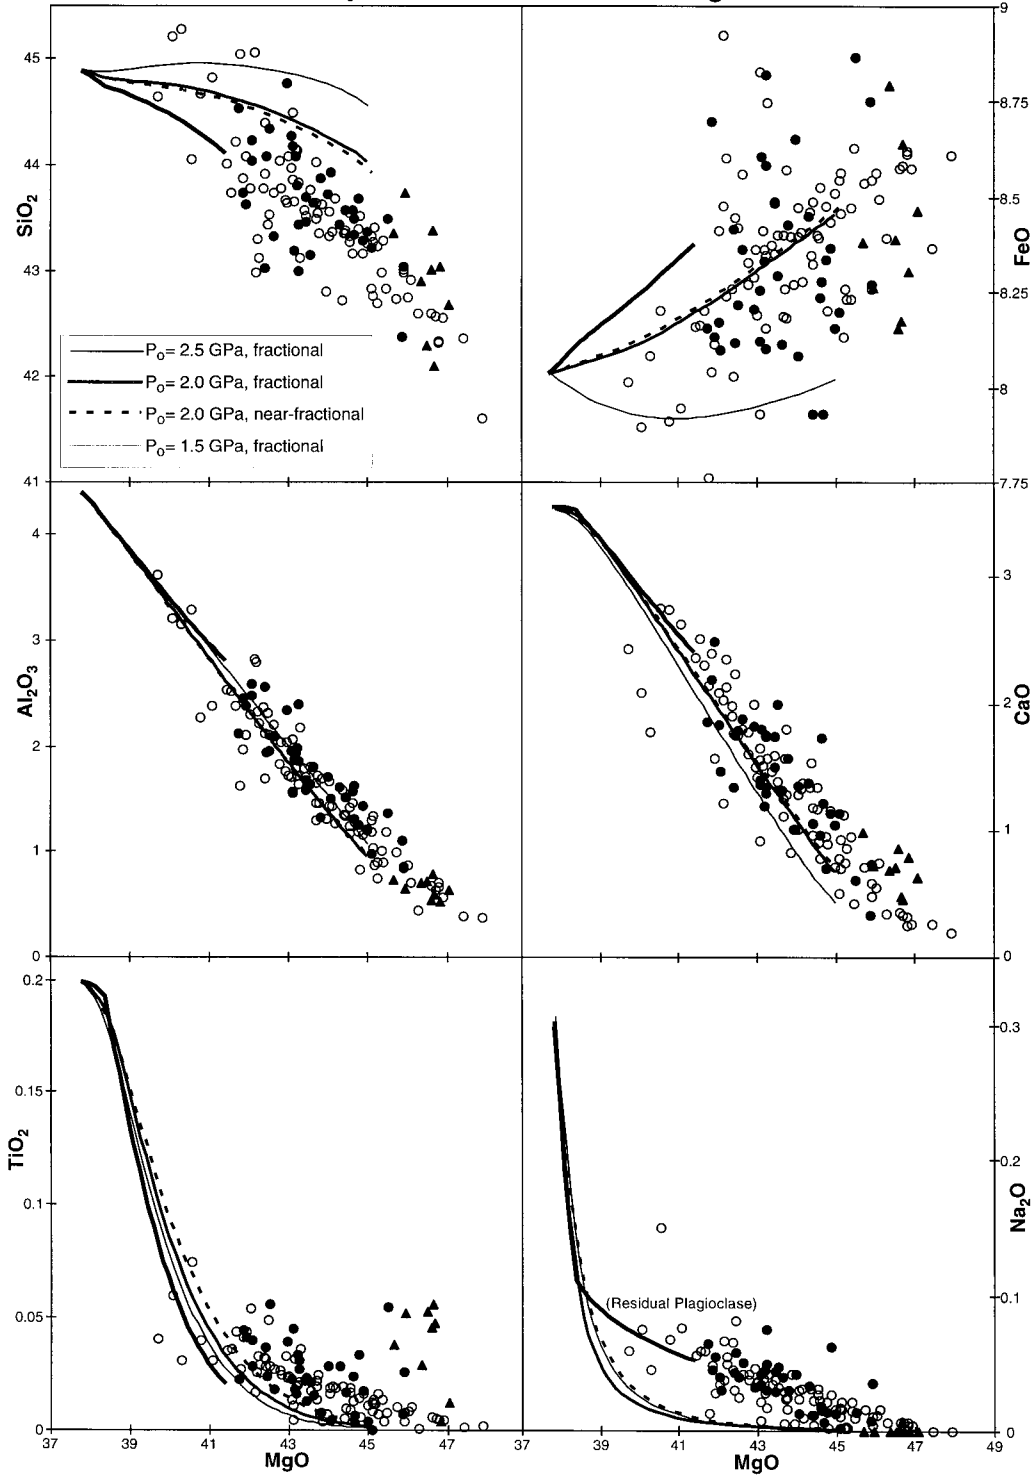 9
45
44
43
42
41
SiO2
P_o = 2.5 GPa, fractional
P_o = 2.0 GPa, fractional
P_o = 2.0 GPa, near-fractional
P_o = 1.5 GPa, fractional
8.75
8.5
8.25
8
7.75
FeO
4
3
2
1
0
Al2O3
3
2
1
0
CaO
0.2
0.15
0.1
0.05
0
TiO2
(Residual Plagioclase)
0.3
0.2
0.1
0
Na2O
37 39 41 43 45 47 37 39 41 43 45 47 49
MgO MgO